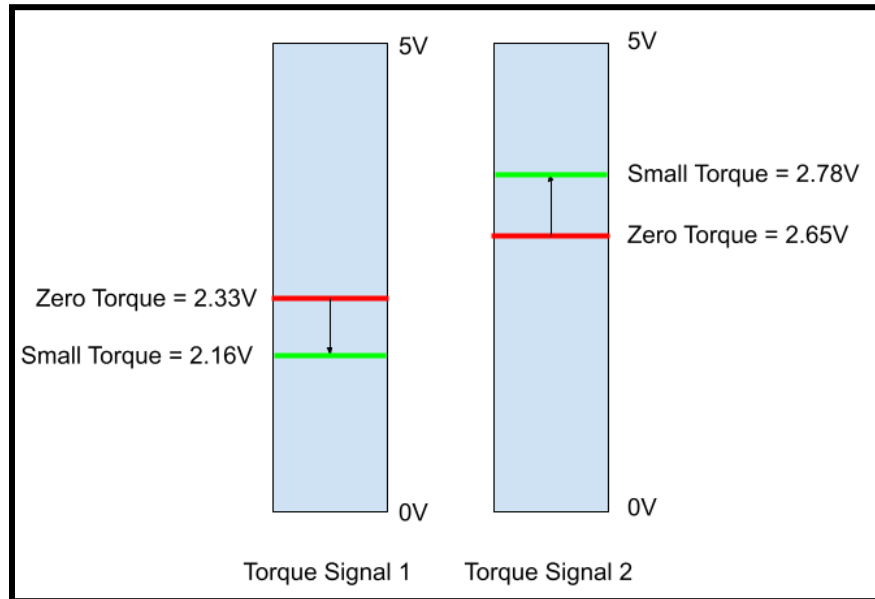 5V
5V
Small Torque = 2.78V
Zero Torque = 2.65V
Zero Torque = 2.33V
Small Torque = 2.16V
0V
0V
Torque Signal 1
Torque Signal 2